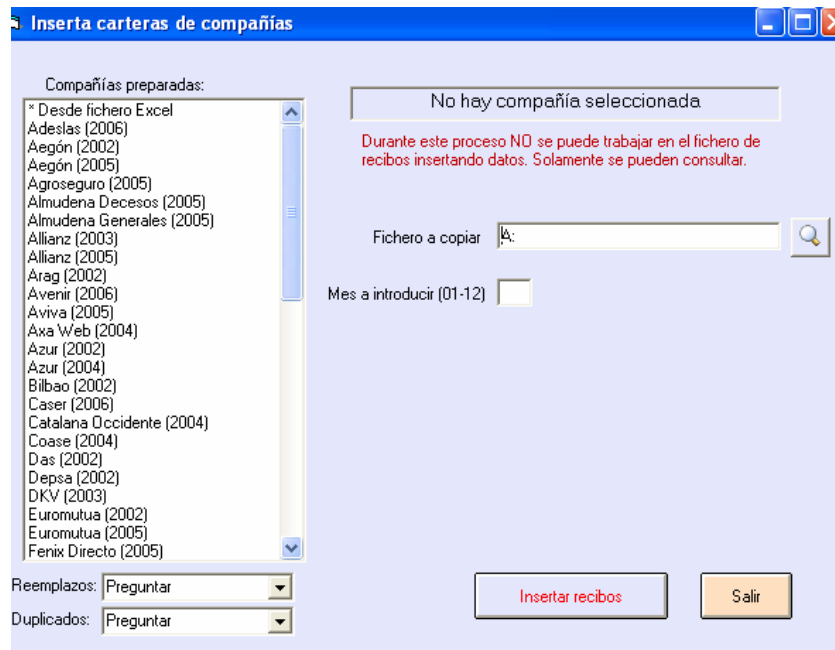 Inserta carteras de compañías
Compañías preparadas:
* Desde fichero Excel
Adeslas (2006)
Aegón (2002)
Aegón (2005)
Agroseguro (2005)
Almudena Decesos (2005)
Almudena Generales (2005)
Allianz (2003)
Allianz (2005)
Arag (2002)
Avenir (2006)
Aviva (2005)
Axa Web (2004)
Azur (2002)
Azur (2004)
Bilbao (2002)
Caser (2006)
Catalana Occidente (2004)
Coase (2004)
Das (2002)
Depsa (2002)
DKV (2003)
Euromutua (2002)
Euromutua (2005)
Fenix Directo (2005)
Reemplazos: Preguntar
Duplicados: Preguntar
No hay compañía seleccionada
Durante este proceso NO se puede trabajar en el fichero de
recibos insertando datos. Solamente se pueden consultar.
Fichero a copiar A:
Mes a introducir (01-12)
Insertar recibos
Salir